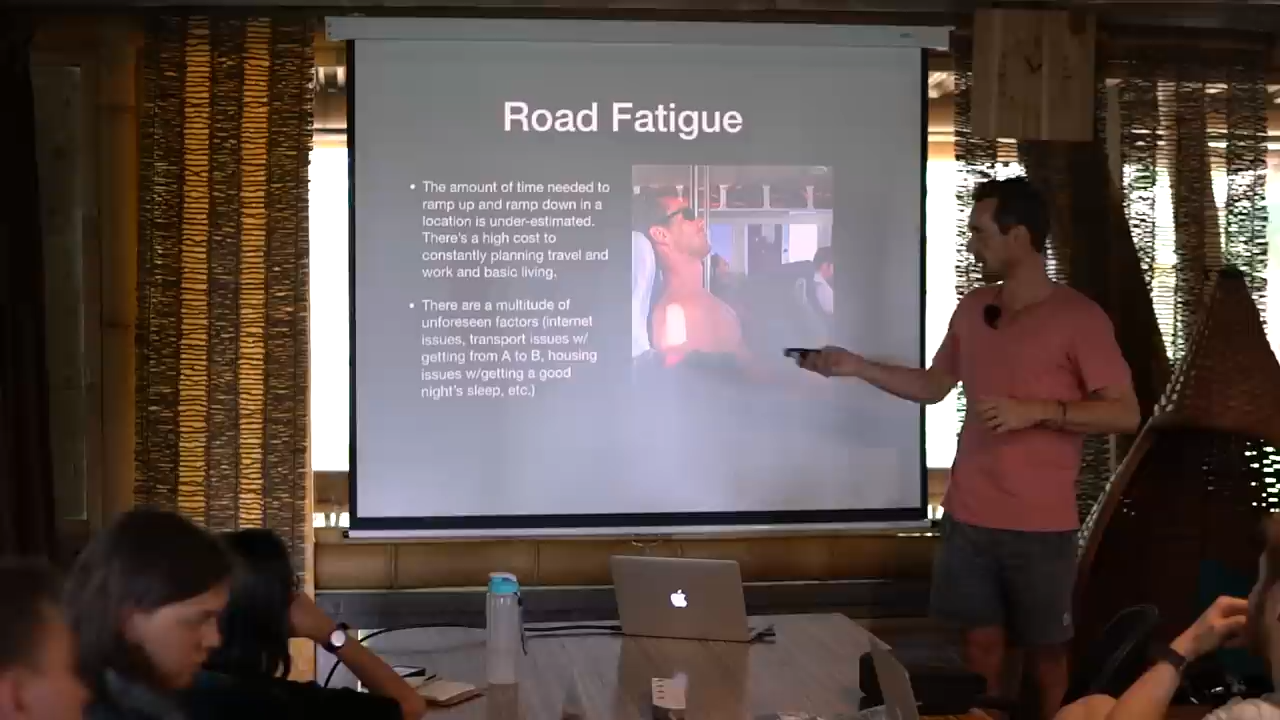 Road Fatigue
• The amount of time needed to
ramp up and ramp down in a
location is under-estimated.
There's a high cost to
constantly planning travel and
work and basic living.
• There are a multitude of
unforeseen factors (internet
issues, transport issues w/
getting from A to B, housing
issues w/getting a good
night's sleep, etc.)